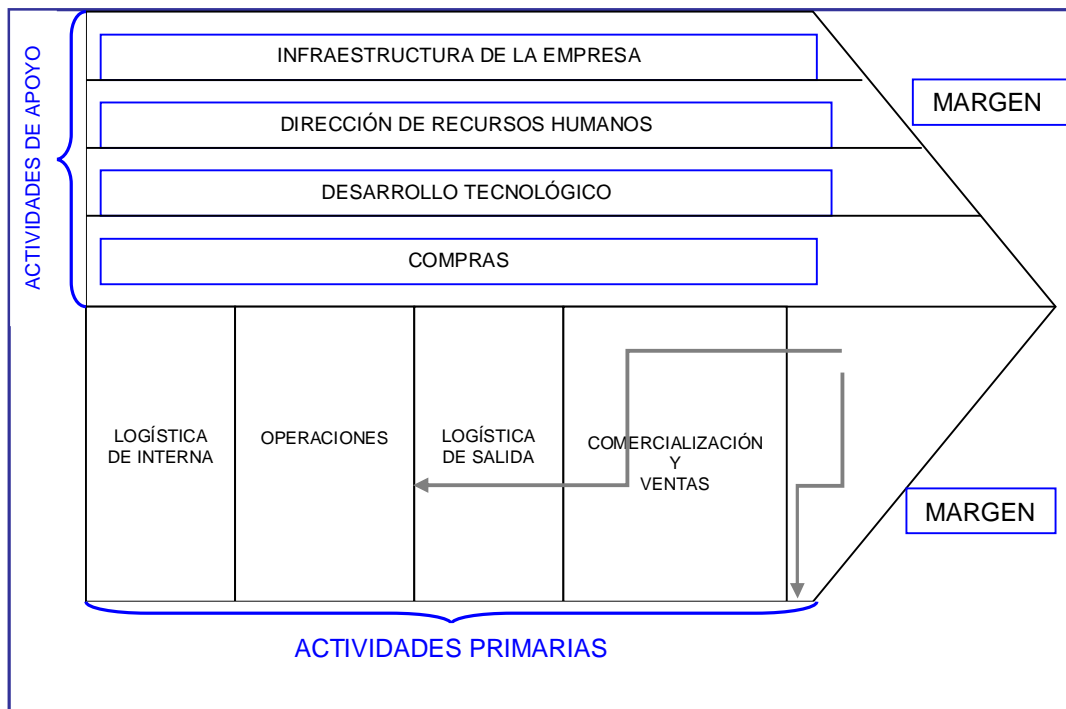 ACTIVIDADES DE APOYO
INFRAESTRUCTURA DE LA EMPRESA
DIRECCIÓN DE RECURSOS HUMANOS
DESARROLLO TECNOLÓGICO
COMPRAS
MARGEN
LOGÍSTICA
DE INTERNA
OPERACIONES
LOGÍSTICA
DE SALIDA
COMERCIALIZACIÓN
Y
VENTAS
MARGEN
ACTIVIDADES PRIMARIAS